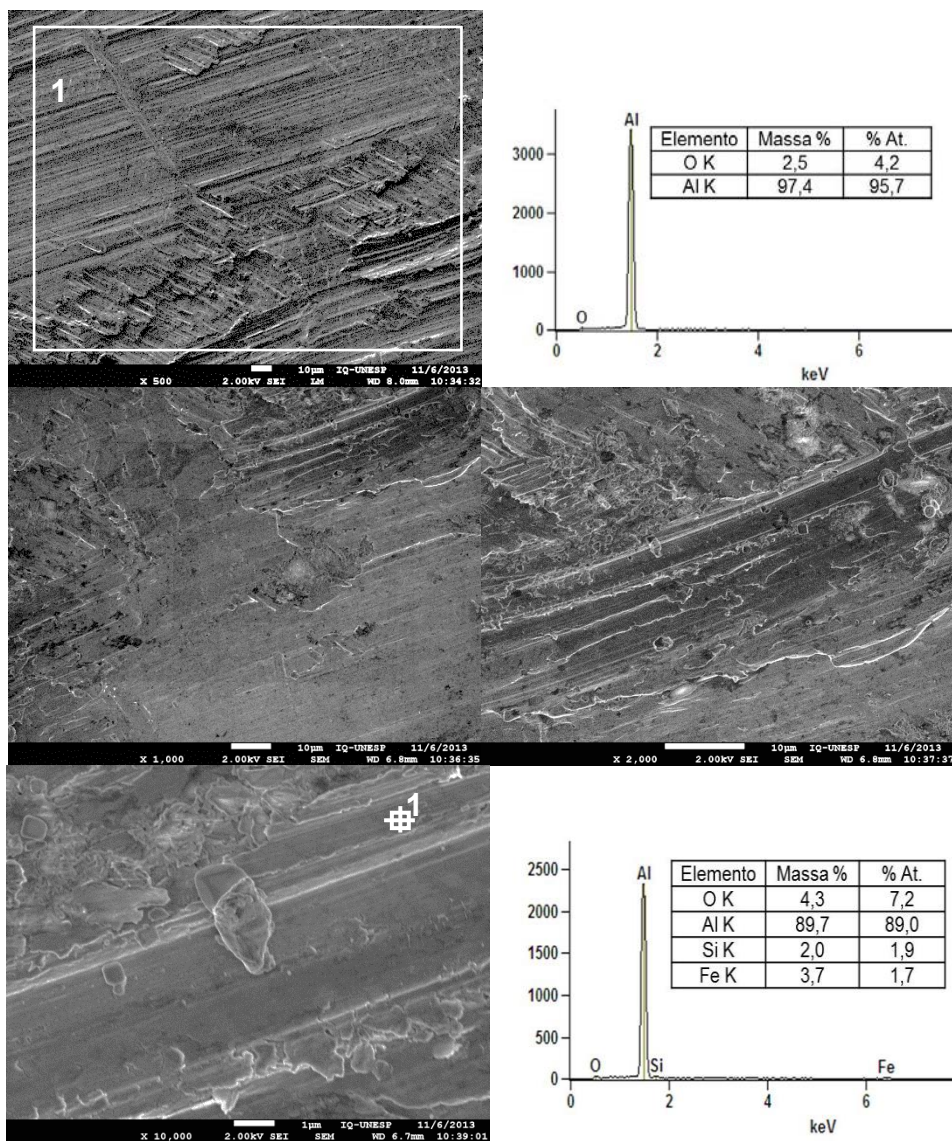 1
10µm IQ-UNESP 11/6/2013
X 500 2.00kV SEI LM WD 8.0mm 10:34:32
Al
3000
2000
1000
0
O
0 2 4 6
keV
Elemento Massa % % At.
O K 2,5 4,2
Al K 97,4 95,7
10µm IQ-UNESP 11/6/2013
X 1,000 2.00kV SEI SEM WD 6.8mm 10:36:35
10µm IQ-UNESP 11/6/2013
X 2,000 2.00kV SEI SEM WD 6.8mm 10:37:37
1
1µm IQ-UNESP 11/6/2013
X 10,000 2.00kV SEI SEM WD 6.7mm 10:39:01
Al
2500
2000
1500
1000
500
0
O Si Fe
0 2 4 6
keV
Elemento Massa % % At.
O K 4,3 7,2
Al K 89,7 89,0
Si K 2,0 1,9
Fe K 3,7 1,7